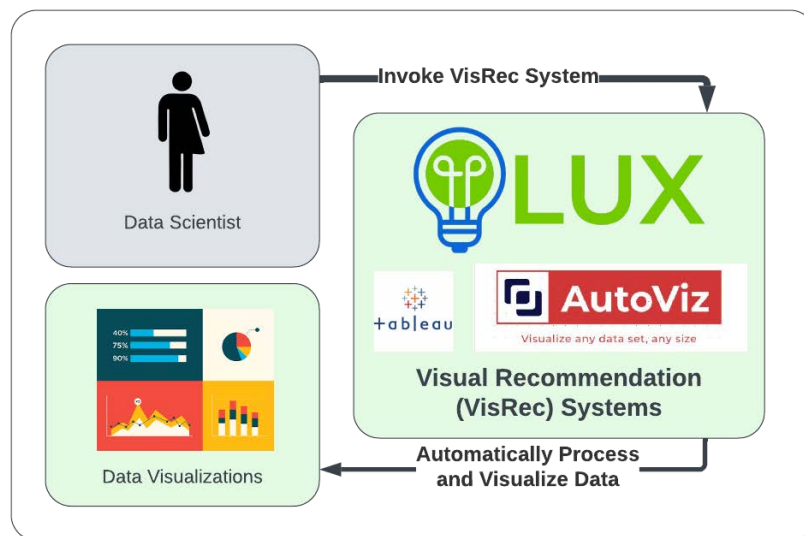 Invoke VisRec System
Data Scientist
LUX
tableau
AutoViz
Visualize any data set, any size
Visual Recommendation
(VisRec) Systems
40%
75%
90%
Data Visualizations
Automatically Process
and Visualize Data